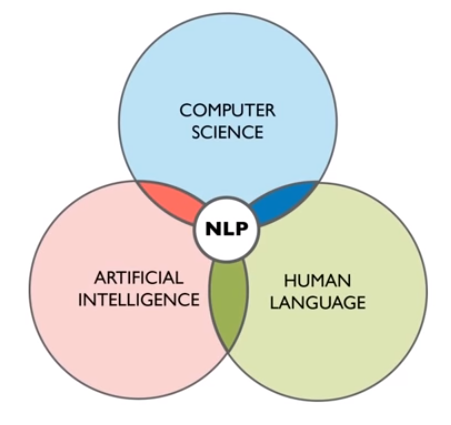 COMPUTER
SCIENCE
NLP
ARTIFICIAL
INTELLIGENCE
HUMAN
LANGUAGE